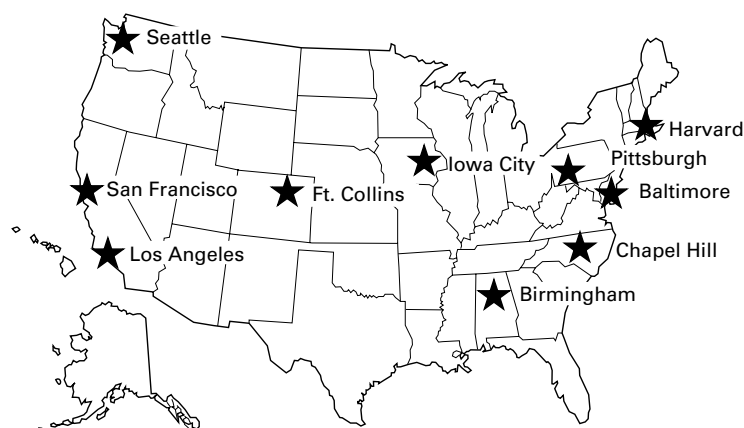 Seattle
Harvard
Pittsburgh
Iowa City
San Francisco
Ft. Collins
Baltimore
Los Angeles
Chapel Hill
Birmingham